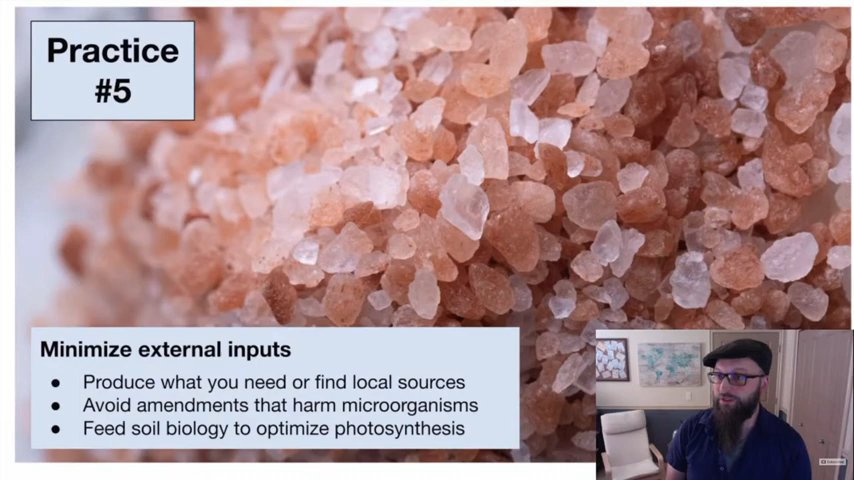 Practice
#5
Minimize external inputs
● Produce what you need or find local sources
● Avoid amendments that harm microorganisms
● Feed soil biology to optimize photosynthesis